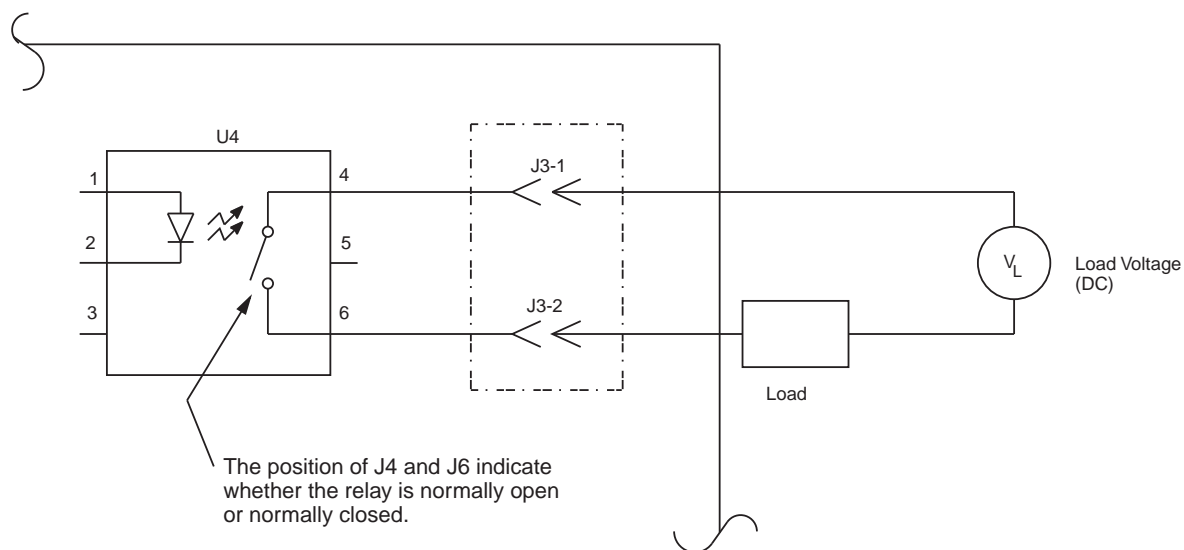 U4
1
2
3
4
5
6
J3-1
J3-2
VL
Load Voltage
(DC)
Load
The position of J4 and J6 indicate
whether the relay is normally open
or normally closed.